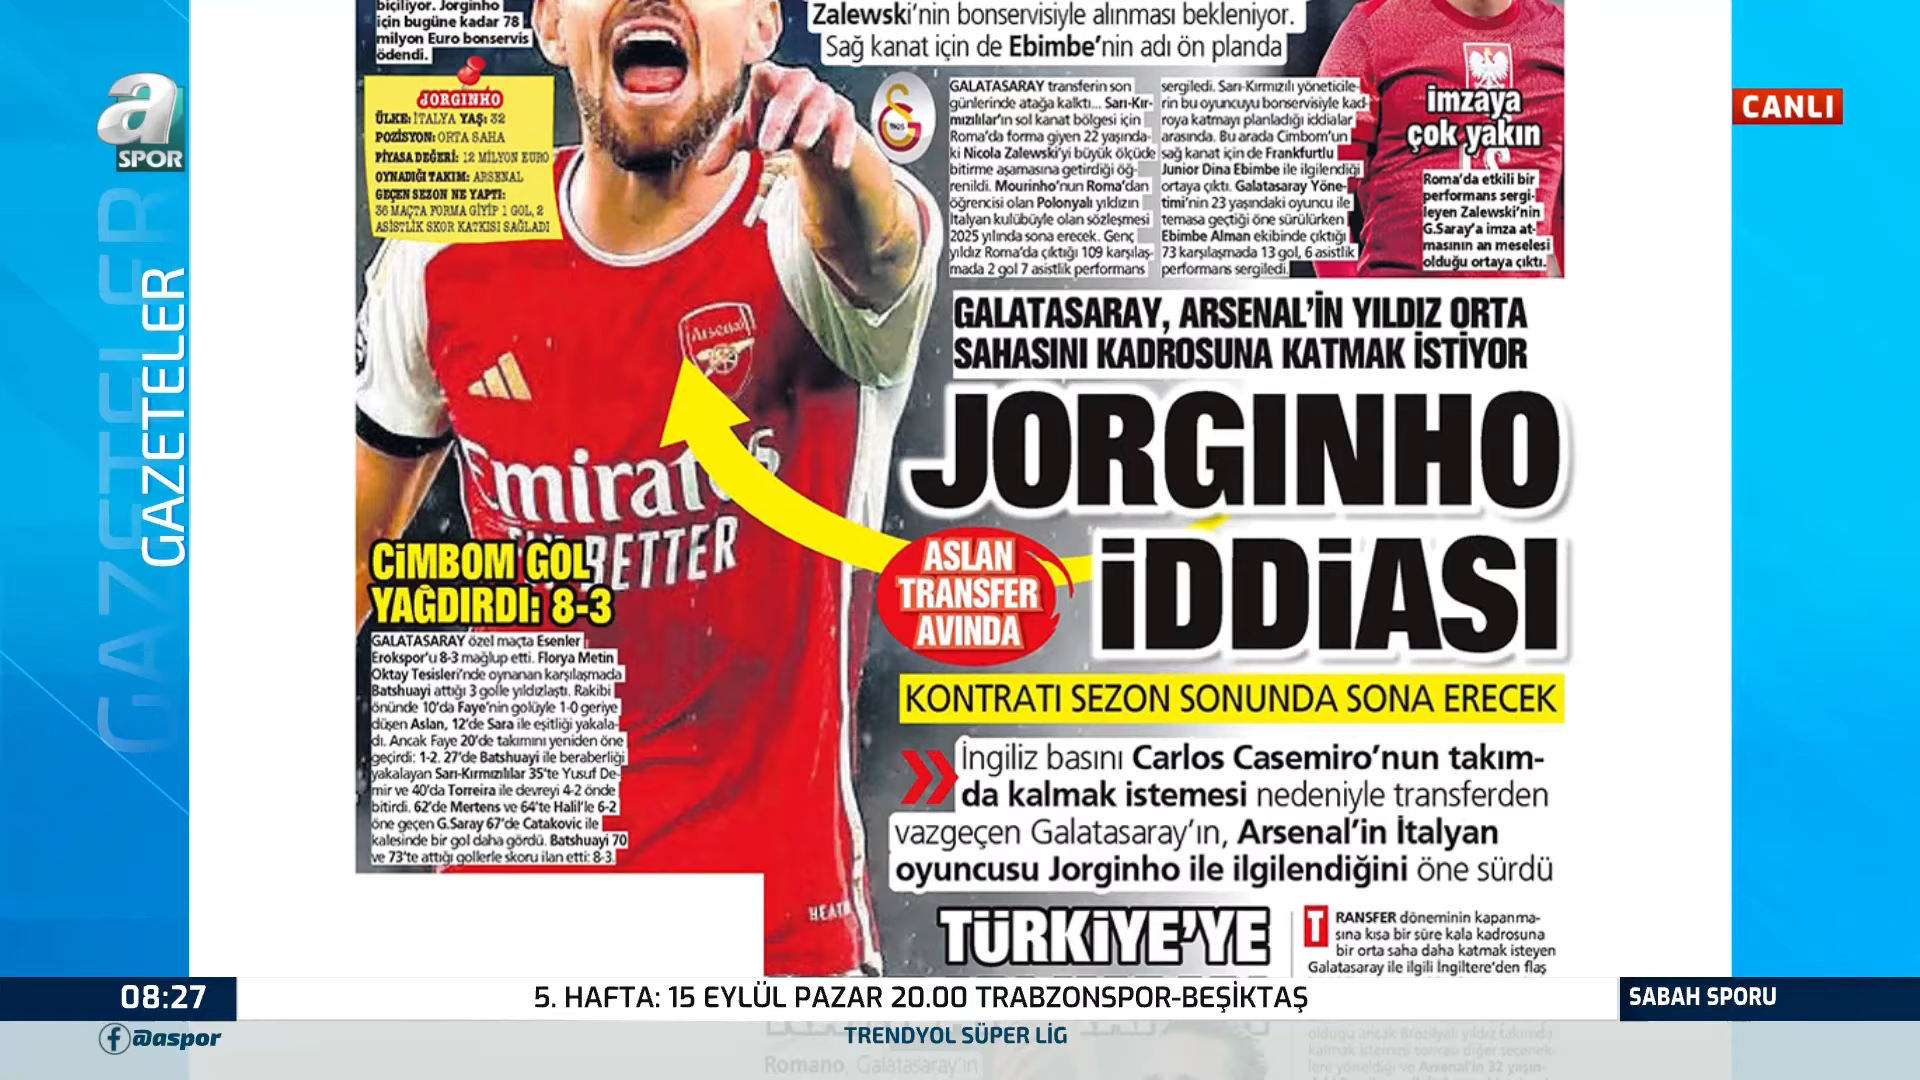 biçiliyor. Jorginho
için bugüne kadar 78
milyon Euro bonservis
ödendi.
JORGINHO
ÜLKE: İTALYA YAŞ: 32
POZİSYON: ORTA SAHA
PİYASA DEĞERİ: 12 MİLYON EURO
OYNADIĞI TAKIM: ARSENAL
GEÇEN SEZON NE YAPTI:
36 MAÇTA FORMA GİYİP 1 GOL, 2
ASİSTLİK SKOR KATKISI SAĞLADI
Zalewski'nin bonservisiyle alınması bekleniyor.
Sağ kanat için de Ebimbe'nin adı ön planda
GALATASARAY transferin son
günlerinde atağa kalktı... Sarı-Kır-
mızılılar'ın sol kanat bölgesi için
Roma'da forma giyen 22 yaşında-
ki Nicola Zalewski'yi büyük ölçüde
bitirme aşamasına getirdiği öğ-
renildi. Mourinho'nun Roma'dan
öğrencisi olan Polonyalı yıldızın
İtalyan kulübüyle olan sözleşmesi
2025 yılında sona erecek. Genç
yıldız Roma'da çıktığı 109 karşılaş-
mada 2 gol 7 asistlik performans
sergiledi. Sarı-Kırmızılı yöneticile-
rin bu oyuncuyu bonservisiyle kad-
roya katmayı planladığı iddialar
arasında. Bu arada Cimbom'un
sağ kanat için de Frankfurtlu
Junior Dina Ebimbe ile ilgilendiği
ortaya çıktı. Galatasaray Yöne-
timi'nin 23 yaşındaki oyuncu ile
temasa geçtiği öne sürülürken
Ebimbe Alman ekibinde çıktığı
73 karşılaşmada 13 gol, 6 asistlik
performans sergiledi.
imzaya
çok yakın
Roma'da etkili bir
performans sergi-
leyen Zalewski'nin
G.Saray'a imza at-
masının an meselesi
olduğu ortaya çıktı.
GALATASARAY, ARSENAL'İN YILDIZ ORTA
SAHASINI KADROSUNA KATMAK İSTİYOR
JORGINHO
İDDİASI
ASLAN
TRANSFER
AVINDA
KONTRATI SEZON SONUNDA SONA ERECEK
İngiliz basını Carlos Casemiro'nun takım-
da kalmak istemesi nedeniyle transferden
vazgeçen Galatasaray'ın, Arsenal'in İtalyan
oyuncusu Jorginho ile ilgilendiğini öne sürdü
Arsenal
Emirates
BETTER
HEAT
CİMBOM GOL
YAĞDIRDI: 8-3
GALATASARAY özel maçta Esenler
Erokspor'u 8-3 mağlup etti. Florya Metin
Oktay Tesisleri'nde oynanan karşılaşmada
Batshuayi attığı 3 golle yıldızlaştı. Rakibi
önünde 10'da Faye'nin golüyle 1-0 geriye
düşen Aslan, 12'de Sara ile eşitliği yakala-
dı. Ancak Faye 20'de takımını yeniden öne
geçirdi: 1-2. 27'de Batshuayi ile beraberliği
yakalayan Sarı-Kırmızılılar 35'te Yusuf De-
mir ve 40'da Torreira ile devreyi 4-2 önde
bitirdi. 62'de Mertens ve 64'te Halil'le 6-2
öne geçen G.Saray 67'de Catakovic ile
kalesinde bir gol daha gördü. Batshuayi 70
ve 73'te attığı gollerle skoru ilan etti: 8-3.
TÜRKİYE'YE
TRANSFER döneminin kapanma-
sına kısa bir süre kala kadrosuna
bir orta saha daha katmak isteyen
Galatasaray ile ilgili İngiltere'den flaş
a
SPOR
GAZETELER
GAZETELER
CANLI
08:27
5. HAFTA: 15 EYLÜL PAZAR 20.00 TRABZONSPOR-BEŞİKTAŞ
SABAH SPORU
@aspor
TRENDYOL SÜPER LİG
Romano, Galatasaray'ın